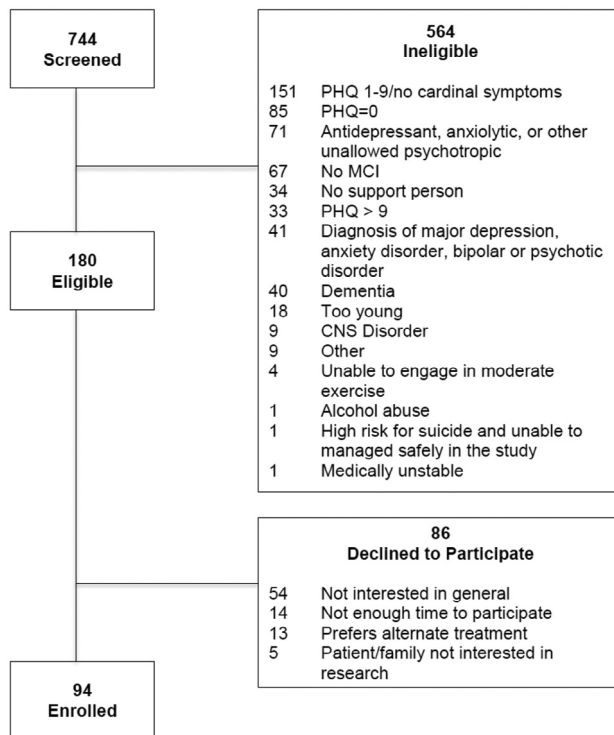 744
Screened
564
Ineligible
151 PHQ 1-9/no cardinal symptoms
85 PHQ=0
71 Antidepressant, anxiolytic, or other
unallowed psychotropic
67 No MCI
34 No support person
33 PHQ > 9
41 Diagnosis of major depression,
anxiety disorder, bipolar or psychotic
disorder
40 Dementia
18 Too young
9 CNS Disorder
9 Other
4 Unable to engage in moderate
exercise
1 Alcohol abuse
1 High risk for suicide and unable to
managed safely in the study
1 Medically unstable
180
Eligible
86
Declined to Participate
54 Not interested in general
14 Not enough time to participate
13 Prefers alternate treatment
5 Patient/family not interested in
research
94
Enrolled